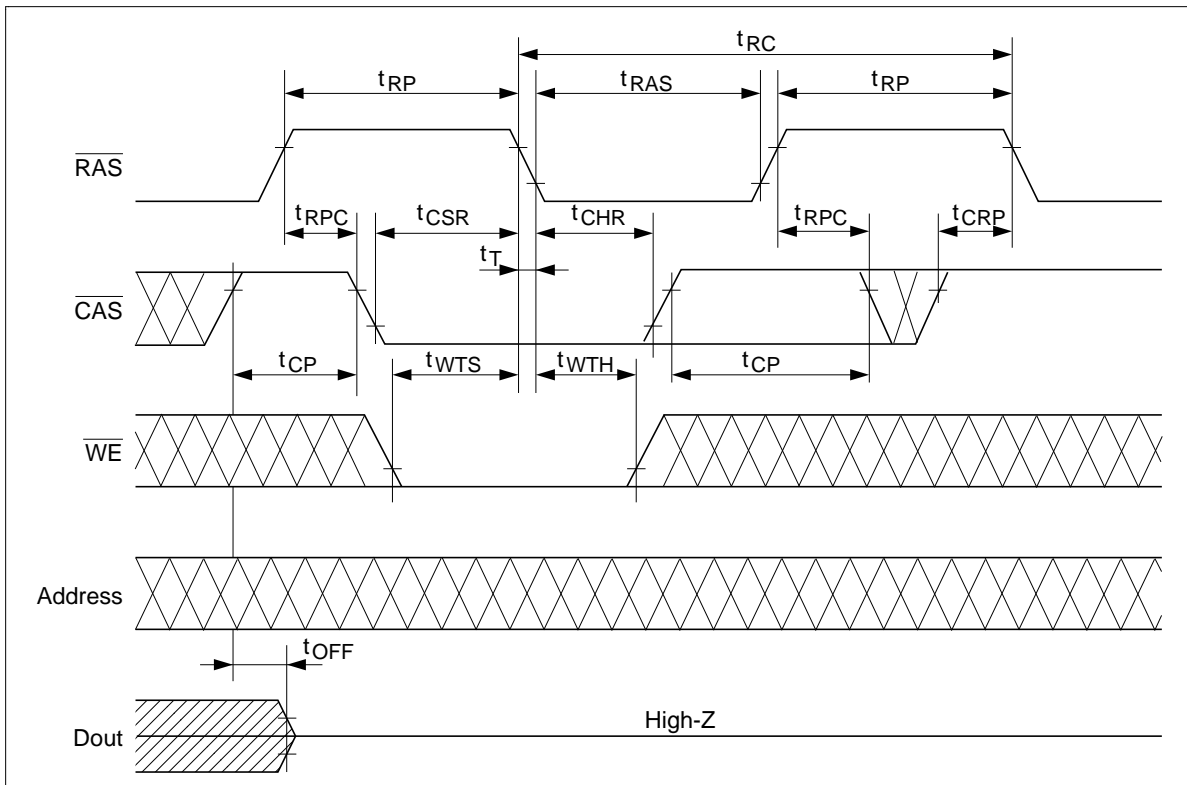 tRC
tRP
tRAS
tRP
RAS
tRPC
tCSR
tCHR
tRPC
tCRP
tT
CAS
tCP
tWTS
tWTH
tCP
WE
Address
tOFF
High-Z
Dout